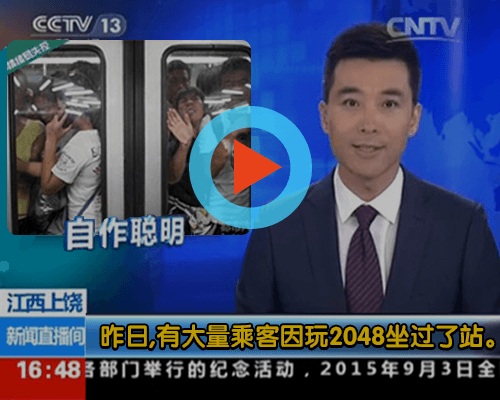 CCTV 13
CNTV
自作聪明
江西上饶
新闻直播间
昨日,有大量乘客因玩2048坐过了站。
16:48
各部门举行的纪念活动,2015年9月3日全